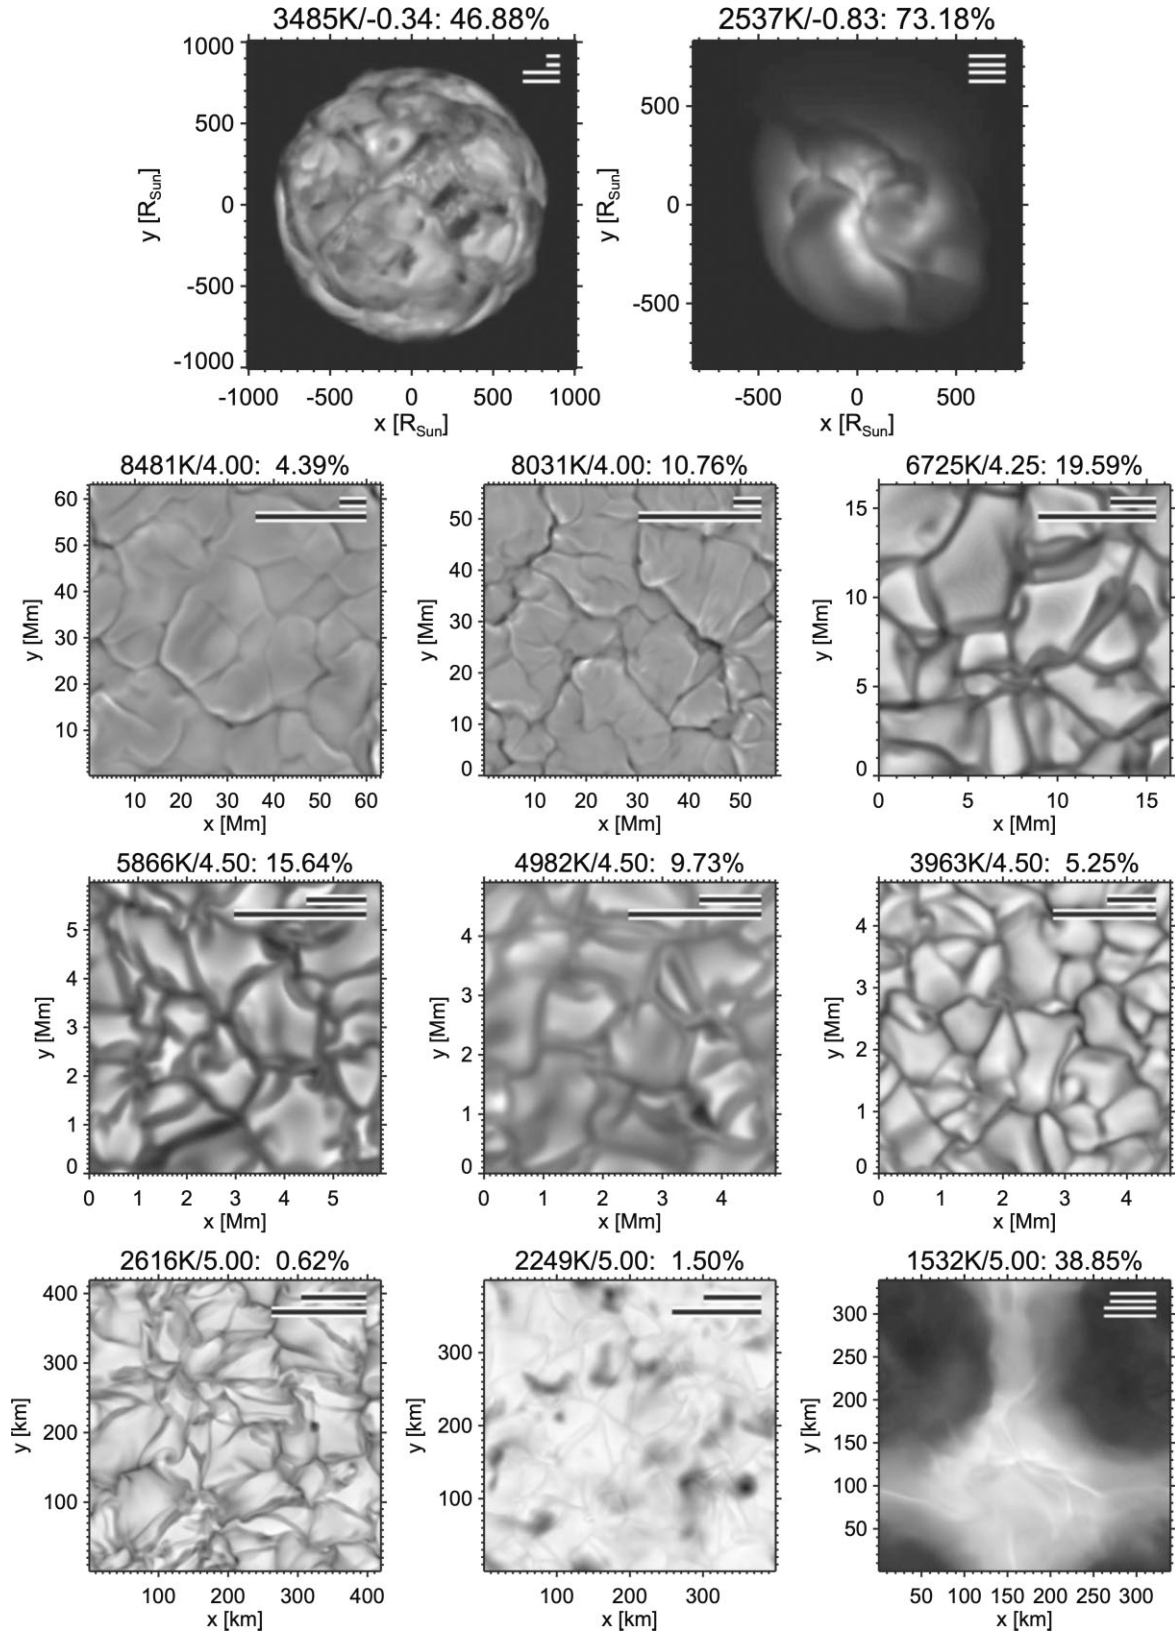 3485K/-0.34: 46.88%
1000
500
0
-500
-1000
y [RSun]
-1000 -500 0 500 1000
x [RSun]
2537K/-0.83: 73.18%
500
0
-500
y [RSun]
-500 0 500
x [RSun]
8481K/4.00: 4.39%
60
50
40
30
20
10
y [Mm]
10 20 30 40 50 60
x [Mm]
8031K/4.00: 10.76%
50
40
30
20
10
0
y [Mm]
10 20 30 40 50
x [Mm]
6725K/4.25: 19.59%
15
10
5
0
y [Mm]
0 5 10 15
x [Mm]
5866K/4.50: 15.64%
5
4
3
2
1
0
y [Mm]
0 1 2 3 4 5
x [Mm]
4982K/4.50: 9.73%
4
3
2
1
0
y [Mm]
0 1 2 3 4
x [Mm]
3963K/4.50: 5.25%
4
3
2
1
0
y [Mm]
0 1 2 3 4
x [Mm]
2616K/5.00: 0.62%
400
300
200
100
y [km]
100 200 300 400
x [km]
2249K/5.00: 1.50%
300
200
100
y [km]
100 200 300
x [km]
1532K/5.00: 38.85%
300
250
200
150
100
50
y [km]
50 100 150 200 250 300
x [km]